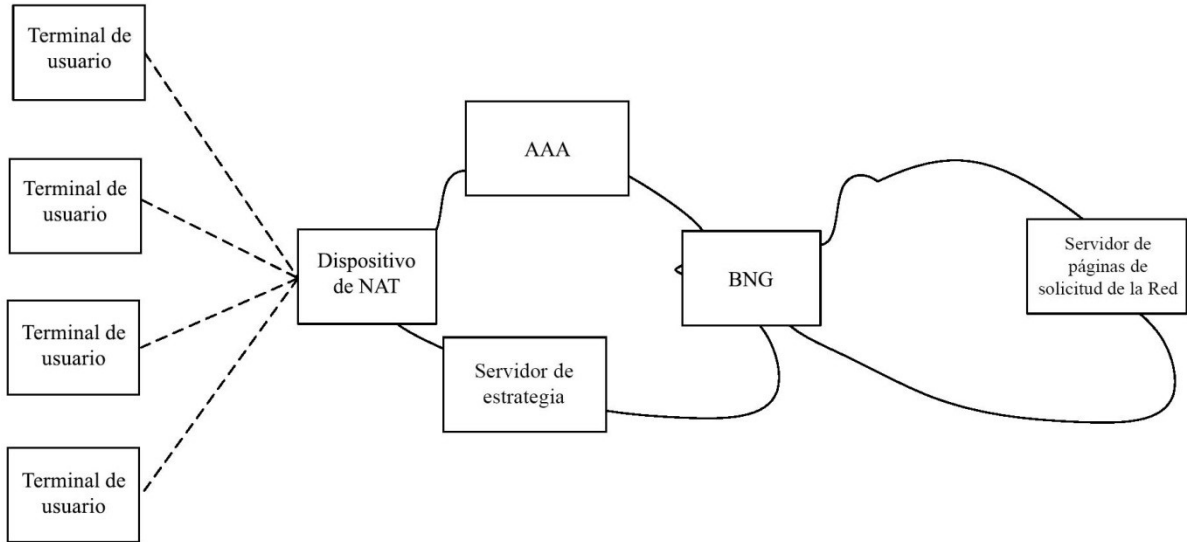 Terminal de
usuario
Terminal de
usuario
Terminal de
usuario
Terminal de
usuario
Dispositivo
de NAT
AAA
Servidor de
estrategia
BNG
Servidor de
páginas de
solicitud de la Red